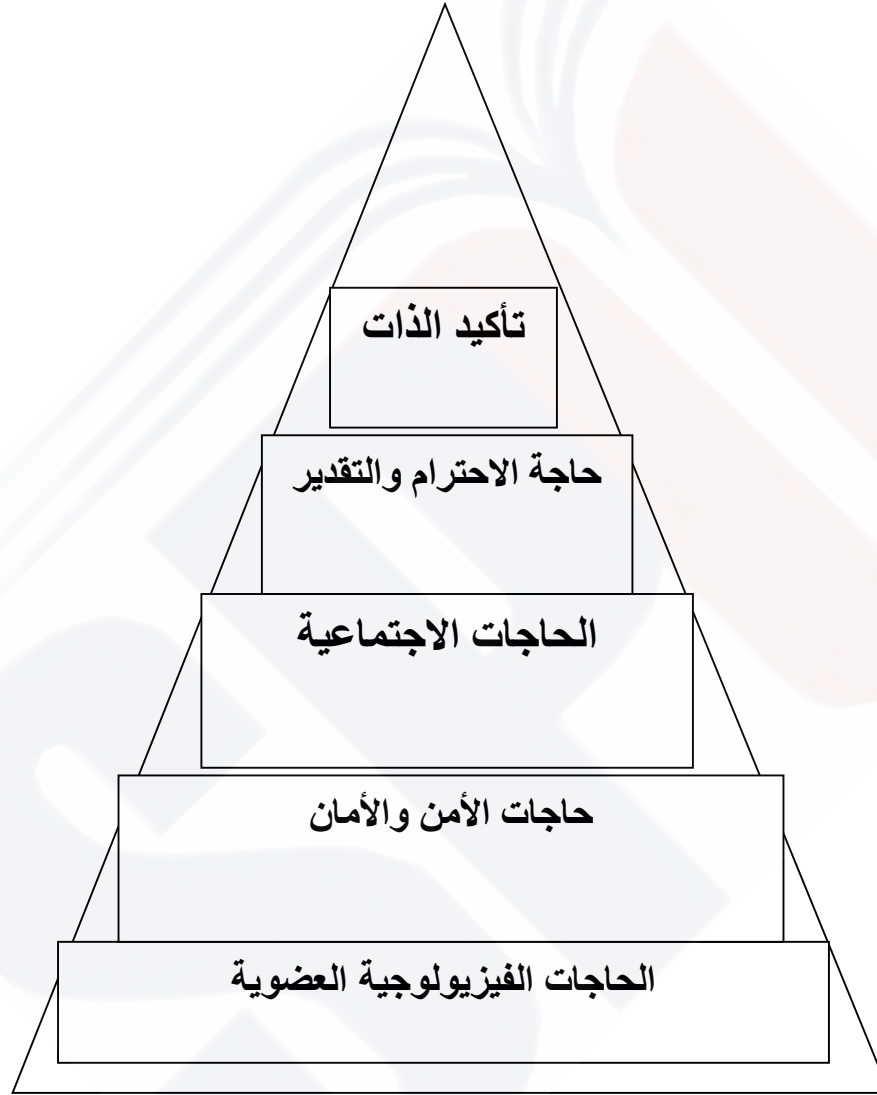 تأكيد الذات
حاجة الاحترام والتقدير
الحاجات الاجتماعية
حاجات الأمن والأمان
الحاجات الفيزيولوجية العضوية